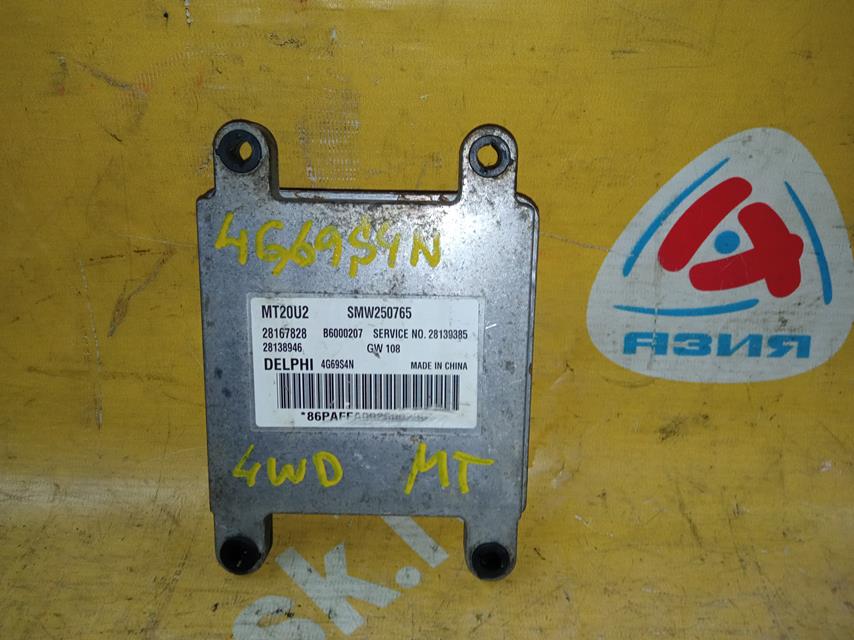 4G69S4N
MT20U2 SMW250765
28167828 B6000207 SERVICE NO. 28139385
28138946 GW 108
DELPHI 4G69S4N MADE IN CHINA
4WD MT
АЗИЯ